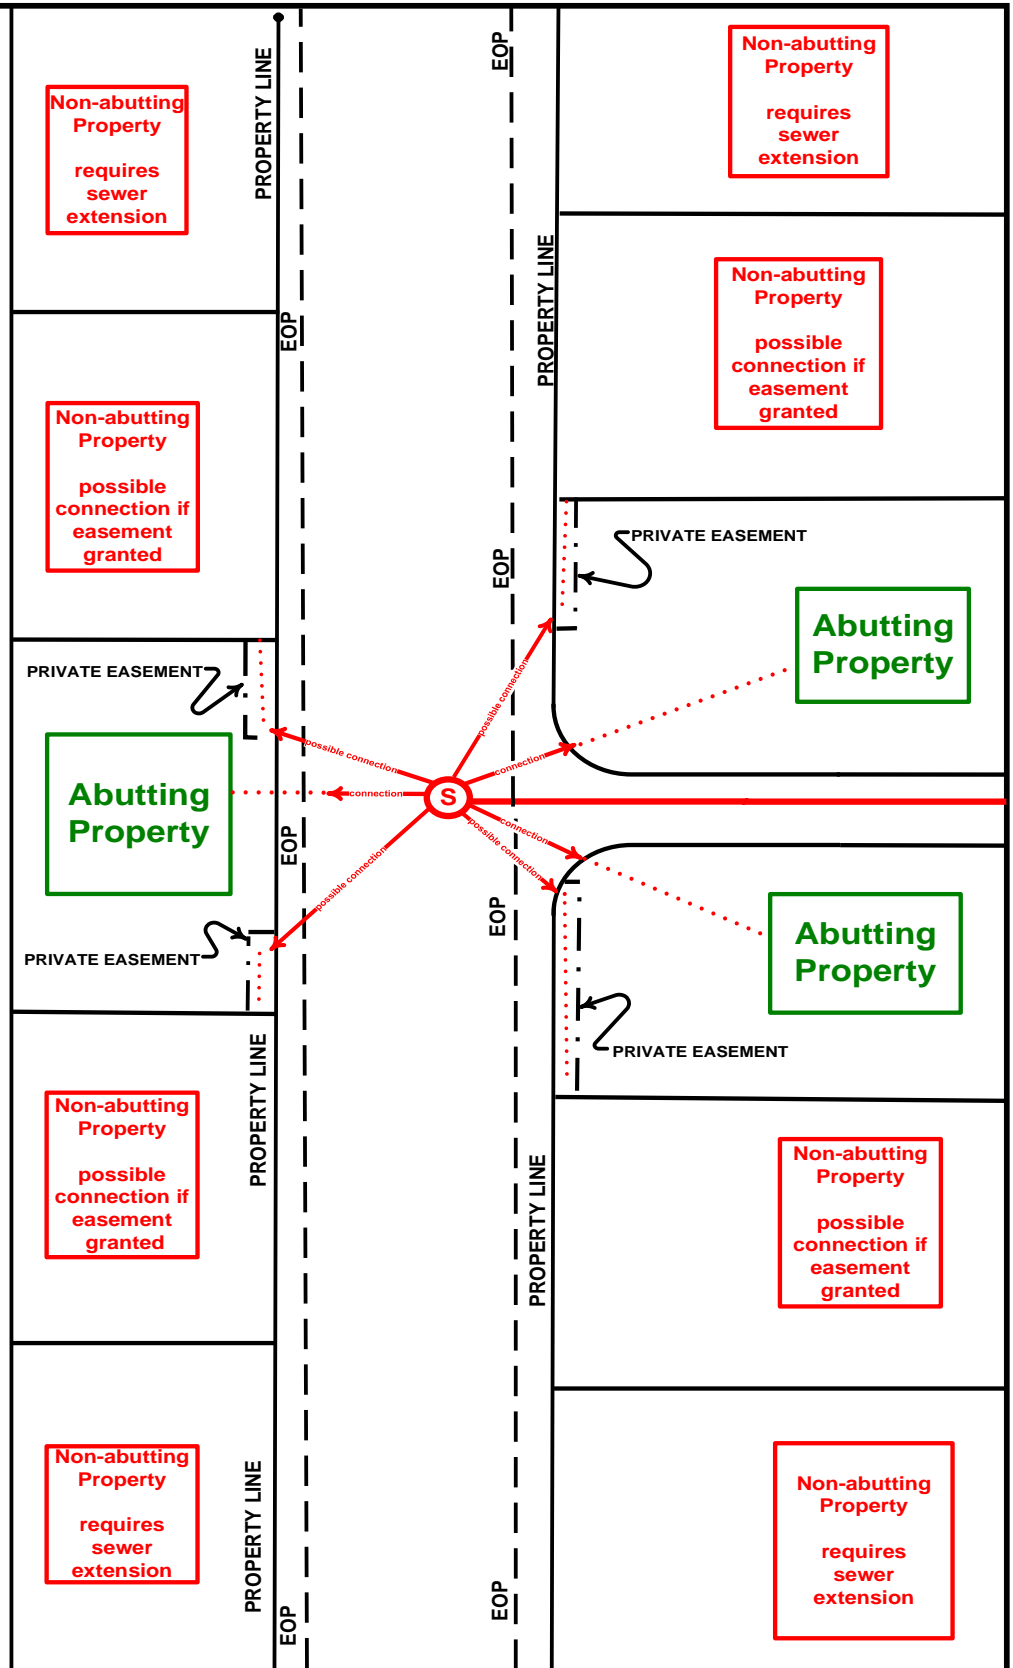 Non-abutting
Property
requires
sewer
extension
PROPERTY LINE
EOP
Non-abutting
Property
requires
sewer
extension
EOP
PROPERTY LINE
Non-abutting
Property
possible
connection if
easement
granted
Non-abutting
Property
possible
connection if
easement
granted
EOP
PRIVATE EASEMENT
Abutting
Property
PRIVATE EASEMENT
possible connection
possible connection
connection
Abutting
Property
connection
S
EOP
possible connection
connection
possible connection
EOP
Abutting
Property
PRIVATE EASEMENT
PRIVATE EASEMENT
PROPERTY LINE
Non-abutting
Property
possible
connection if
easement
granted
PROPERTY LINE
Non-abutting
Property
possible
connection if
easement
granted
Non-abutting
Property
requires
sewer
extension
PROPERTY LINE
EOP
EOP
Non-abutting
Property
requires
sewer
extension